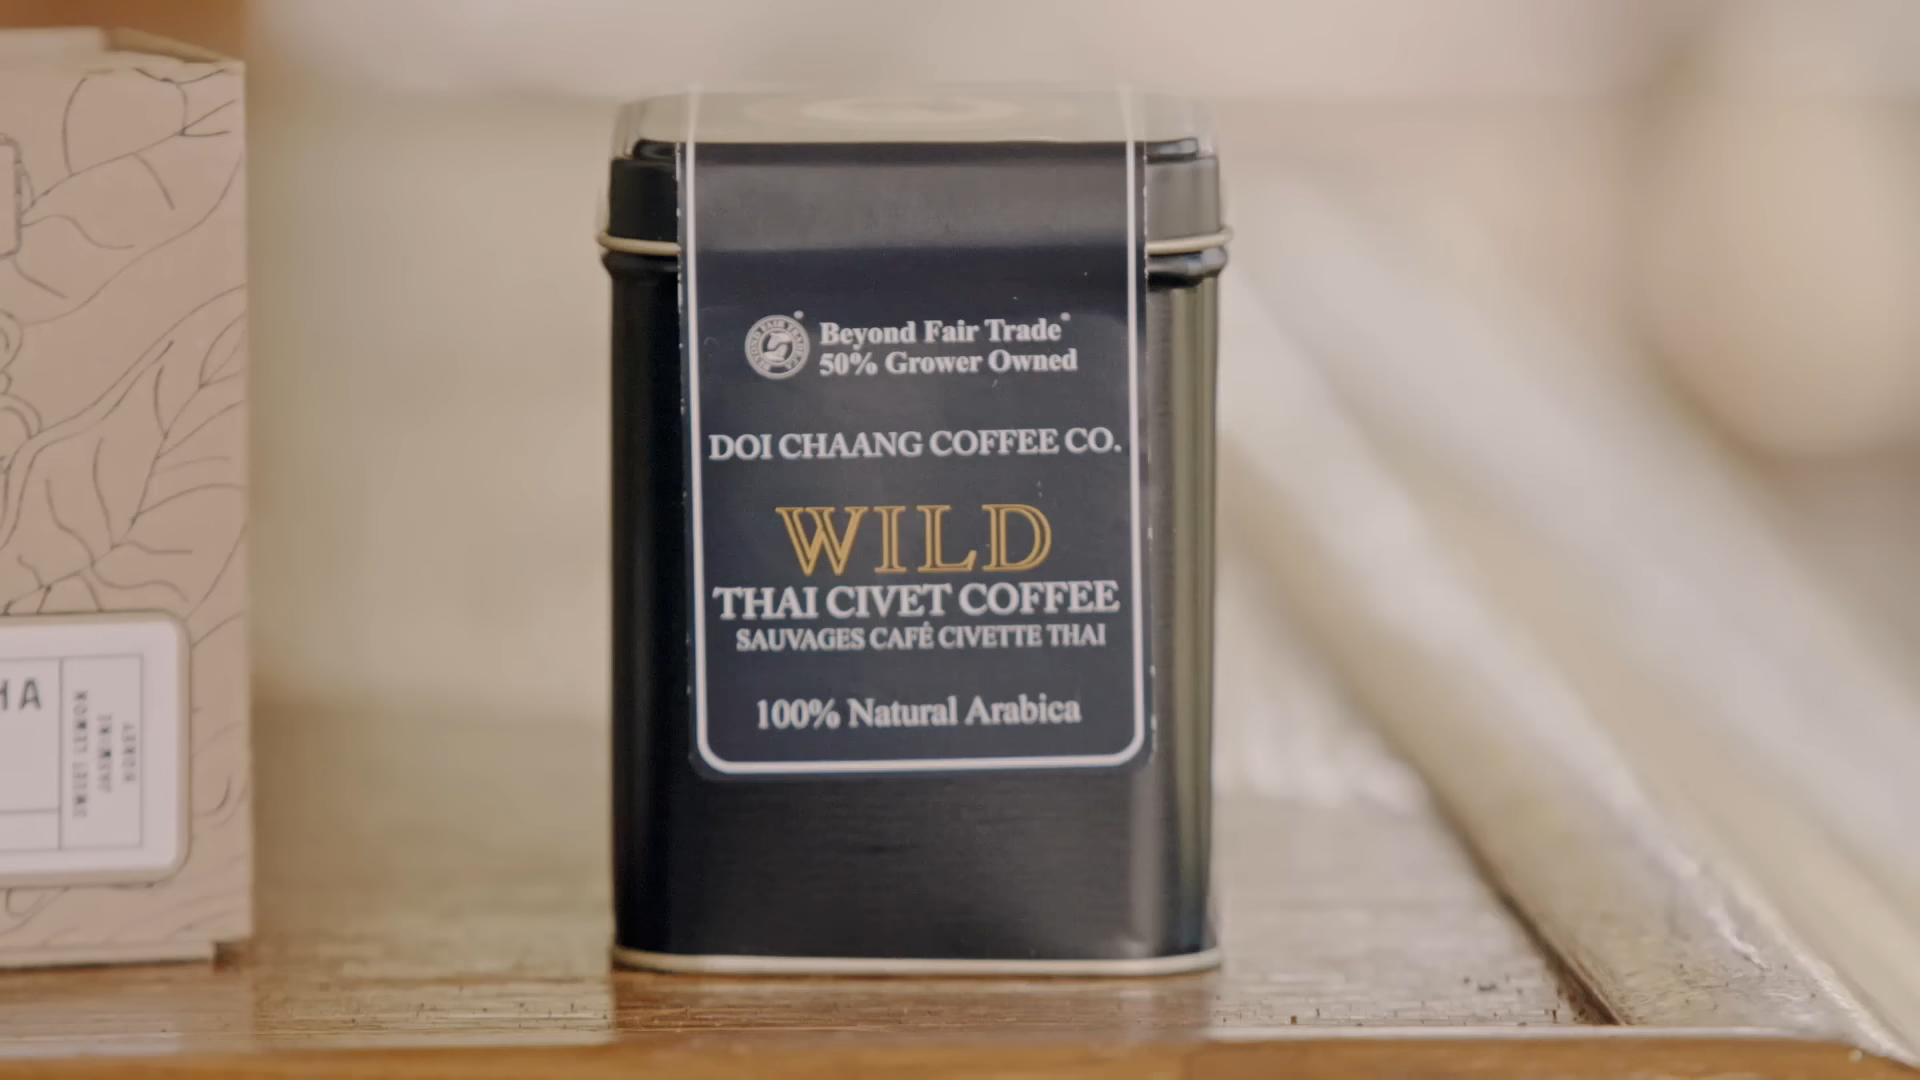 Beyond Fair Trade
50% Grower Owned
DOI CHAANG COFFEE CO.
WILD
THAI CIVET COFFEE
SAUVAGES CAFÉ CIVETTE THAI
100% Natural Arabica
HA
HONEY
JASMINE
SWEET LEMON